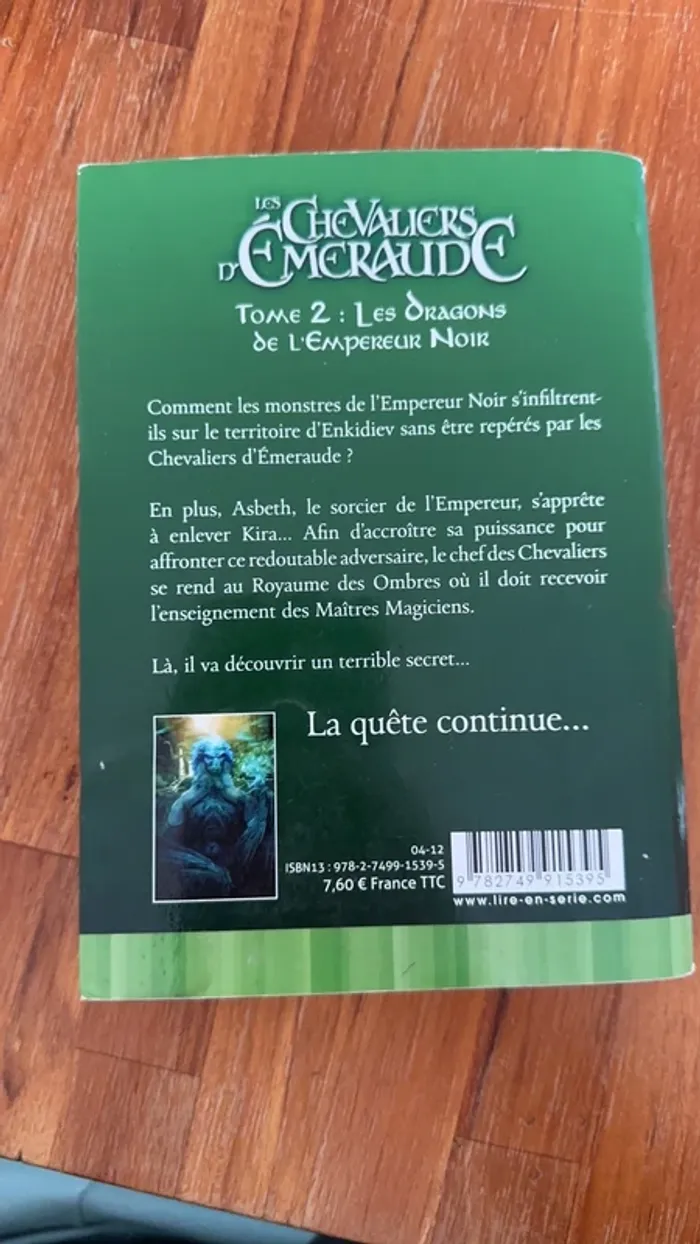 LES CHEVALIERS
D'ÉMERAUDE
TOME 2 : LES DRAGONS
DE L'EMPEREUR NOIR
Comment les monstres de l'Empereur Noir s'infiltrent-
ils sur le territoire d'Enkidiev sans être repérés par les
Chevaliers d'Émeraude ?
En plus, Asbeth, le sorcier de l'Empereur, s'apprête
à enlever Kira... Afin d'accroître sa puissance pour
affronter ce redoutable adversaire, le chef des Chevaliers
se rend au Royaume des Ombres où il doit recevoir
l'enseignement des Maîtres Magiciens.
Là, il va découvrir un terrible secret...
La quête continue...
04-12
ISBN13 : 978-2-7499-1539-5
7,60 € France TTC
9 782749 915395
www.lire-en-serie.com